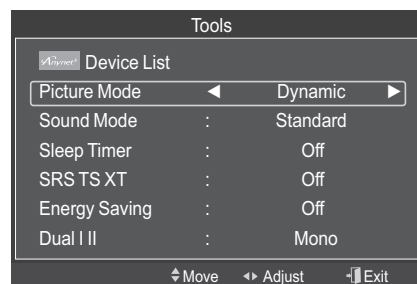 Tools
Anynet+ Device List
Picture Mode ◄ Dynamic ►
Sound Mode : Standard
Sleep Timer : Off
SRS TS XT : Off
Energy Saving : Off
Dual I II : Mono
Move Adjust Exit